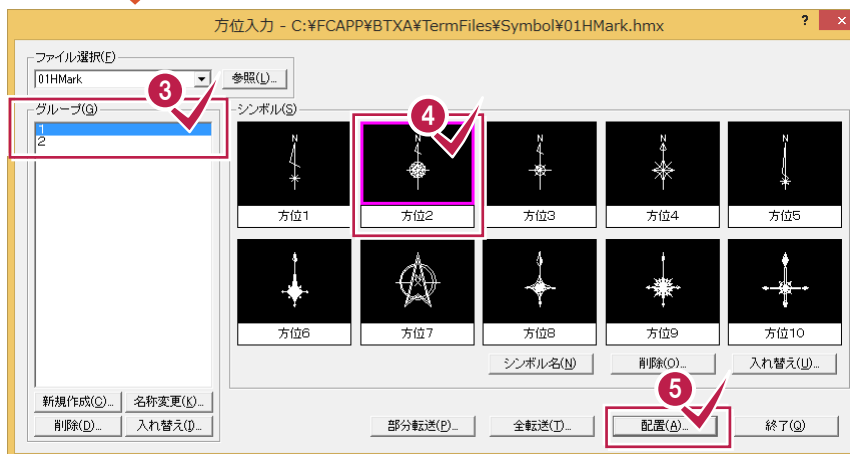 方位入力 - C:¥FCAPP¥BTXA¥TermFiles¥Symbol¥01HMark.hmx ? ×
ファイル選択(F)
01HMark 参照(L)...
3
グループ(G)
1
2
シンボル(S)
4
N N N N N
方位1 方位2 方位3 方位4 方位5
方位6 方位7 方位8 方位9 方位10
シンボル名(N) 削除(O)... 入れ替え(U)...
5
新規作成(C)... 名称変更(K)...
削除(D)... 入れ替え(I)... 部分転送(P)... 全転送(T)... 配置(A)... 終了(Q)